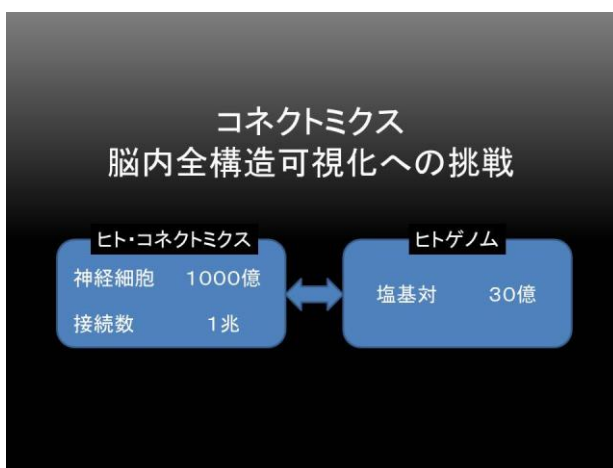 コネクトミクス
脳内全構造可視化への挑戦
ヒト・コネクトミクス
神経細胞 1000億
接続数 1兆
ヒトゲノム
塩基対 30億